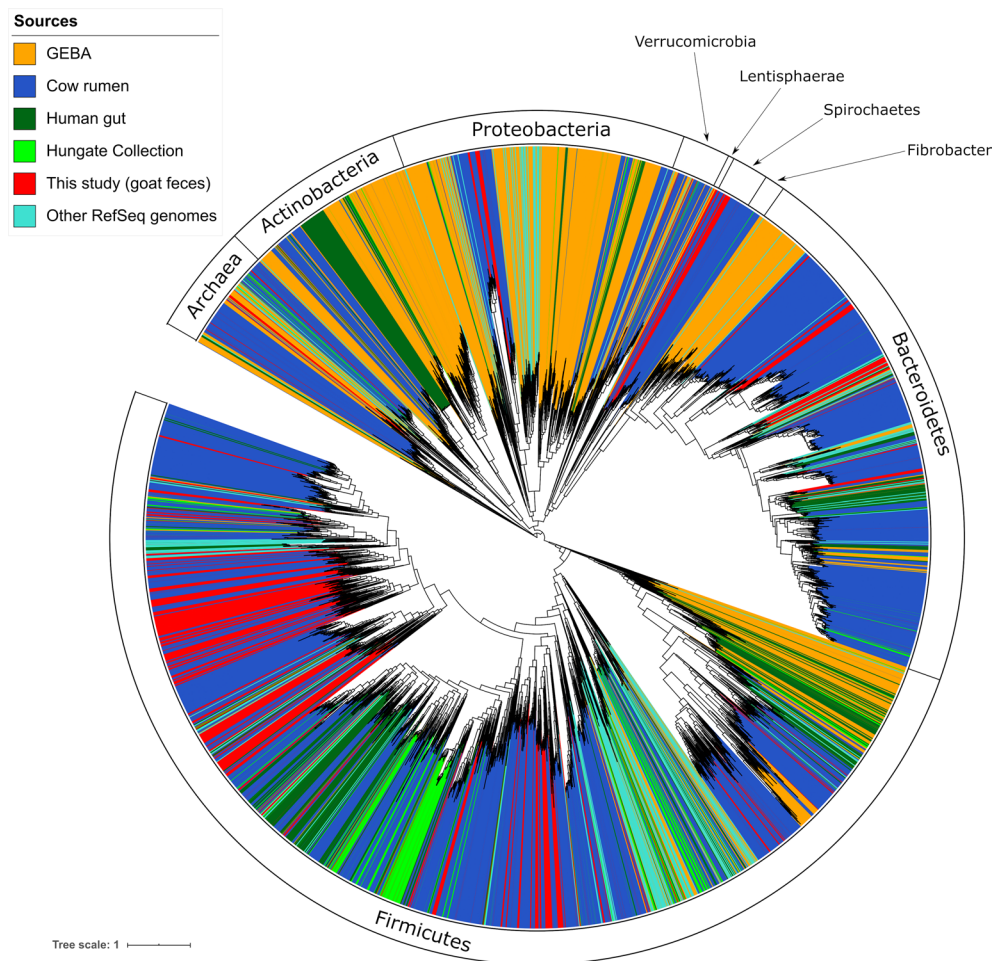 Sources
GEBA
Cow rumen
Human gut
Hungate Collection
This study (goat feces)
Other RefSeq genomes
Verrucomicrobia
Lentisphaerae
Spirochaetes
Fibrobacter
Proteobacteria
Actinobacteria
Archaea
Bacteroidetes
Firmicutes
Tree scale: 1